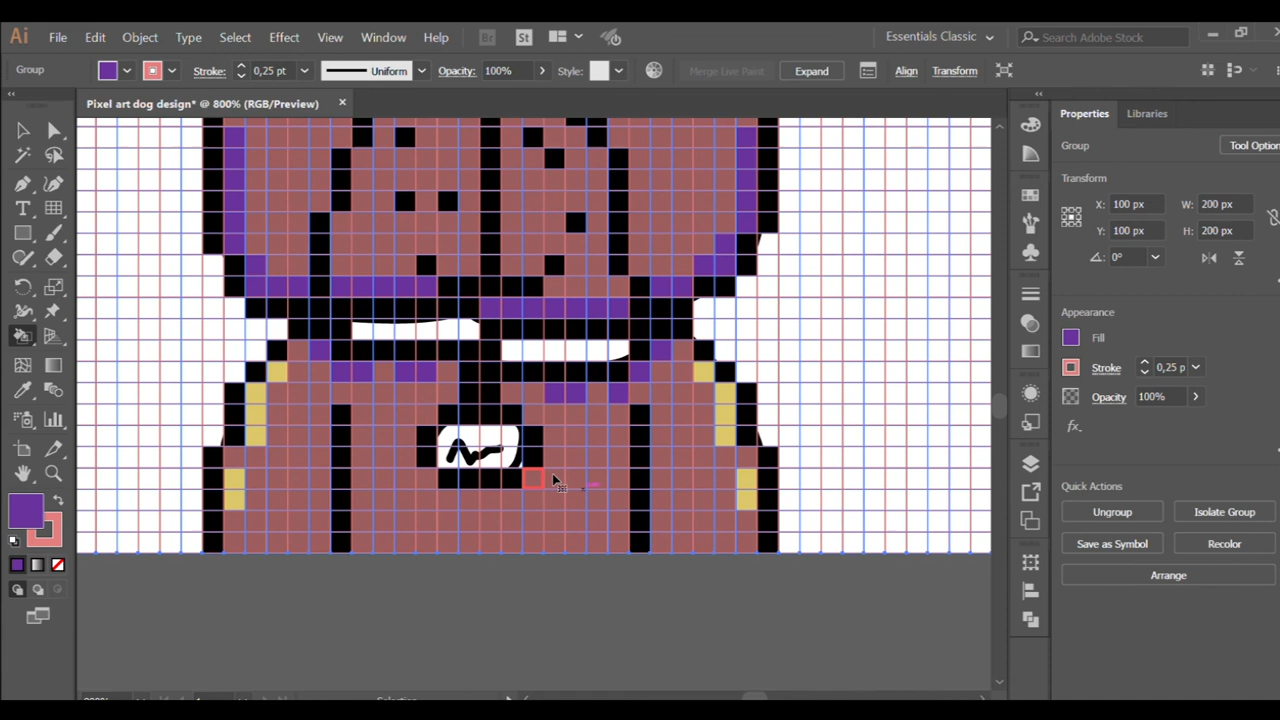 Ai File Edit Object Type Select Effect View Window Help Br St Essentials Classic Search Adobe Stock
Group Stroke: 0,25 pt Uniform Opacity: 100% Style: Merge Live Paint Expand Align Transform
Pixel art dog design* @ 800% (RGB/Preview)
Properties Libraries
Group Tool Option
Transform
X: 100 px W: 200 px
Y: 100 px H: 200 px
0°
Appearance
Fill
Stroke 0,25 p
Opacity 100%
fx
Quick Actions
Ungroup Isolate Group
Save as Symbol Recolor
Arrange